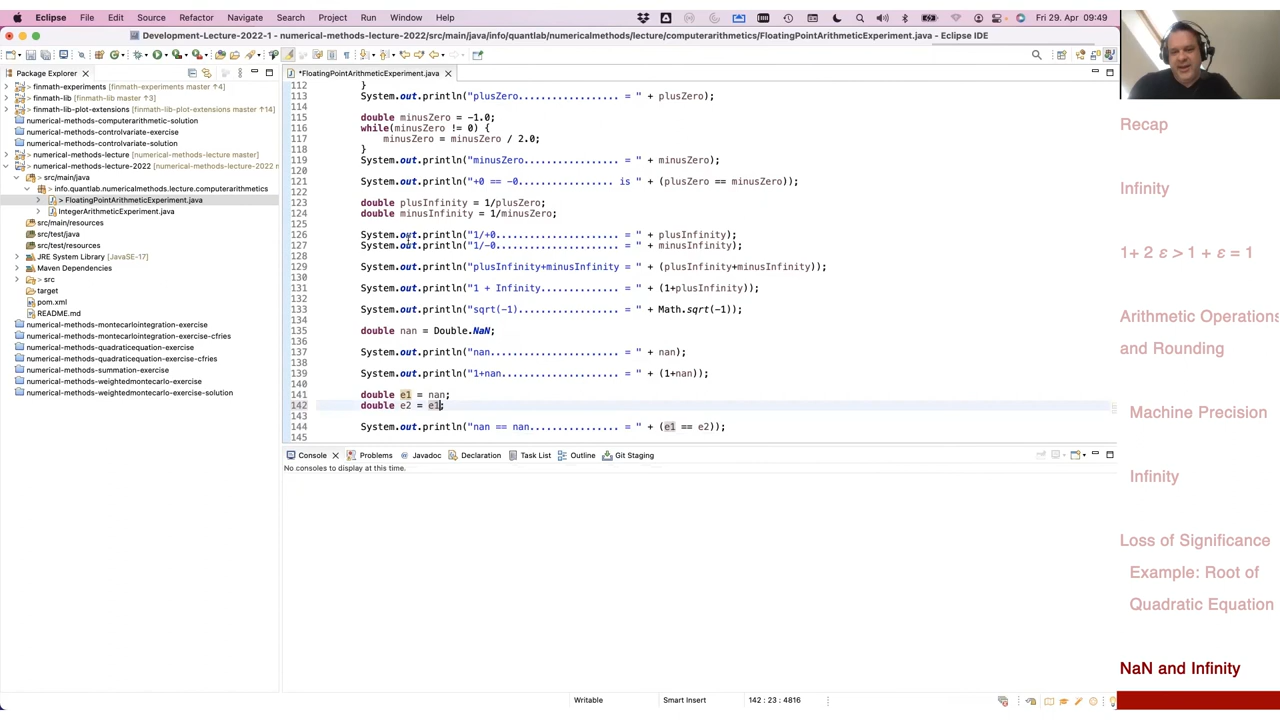 Eclipse File Edit Source Refactor Navigate Search Project Run Window Help Fri 29. Apr 09:49
Development-Lecture-2022-1 - numerical-methods-lecture-2022/src/main/java/info/quantlab/numericalmethods/lecture/computerarithmetics/FloatingPointArithmeticExperiment.java - Eclipse IDE
Package Explorer
*FloatingPointArithmeticExperiment.java
finmath-experiments [finmath-experiments master ↑4]
finmath-lib [finmath-lib master ↑3]
finmath-lib-plot-extensions [finmath-lib-plot-extensions master ↑14]
numerical-methods-computerarithmetic-solution
numerical-methods-controlvariate-exercise
numerical-methods-controlvariate-solution
numerical-methods-lecture [numerical-methods-lecture master]
numerical-methods-lecture-2022 [numerical-methods-lecture-2022 m
src/main/java
info.quantlab.numericalmethods.lecture.computerarithmetics
> FloatingPointArithmeticExperiment.java
IntegerArithmeticExperiment.java
src/main/resources
src/test/java
src/test/resources
JRE System Library [JavaSE-17]
Maven Dependencies
src
target
pom.xml
README.md
numerical-methods-montecarlointegration-exercise
numerical-methods-montecarlointegration-exercise-cfries
numerical-methods-quadraticequation-exercise
numerical-methods-quadraticequation-exercise-cfries
numerical-methods-summation-exercise
numerical-methods-weightedmontecarlo-exercise
numerical-methods-weightedmontecarlo-exercise-solution
112 }
113 System.out.println("plusZero................... = " + plusZero);
114
115 double minusZero = -1.0;
116 while(minusZero != 0) {
117 minusZero = minusZero / 2.0;
118 }
119 System.out.println("minusZero.................. = " + minusZero);
120
121 System.out.println("+0 == -0................. is " + (plusZero == minusZero));
122
123 double plusInfinity = 1/plusZero;
124 double minusInfinity = 1/minusZero;
125
126 System.out.println("1/+0....................... = " + plusInfinity);
127 System.out.println("1/-0....................... = " + minusInfinity);
128
129 System.out.println("plusInfinity+minusInfinity = " + (plusInfinity+minusInfinity));
130
131 System.out.println("1 + Infinity............... = " + (1+plusInfinity));
132
133 System.out.println("sqrt(-1)................... = " + Math.sqrt(-1));
134
135 double nan = Double.NaN;
136
137 System.out.println("nan........................ = " + nan);
138
139 System.out.println("1+nan...................... = " + (1+nan));
140
141 double e1 = nan;
142 double e2 = e1;
143
144 System.out.println("nan == nan................. = " + (e1 == e2));
145
Console Problems Javadoc Declaration Task List Outline Git Staging
No consoles to display at this time.
Writable Smart Insert 142 : 23 : 4816
Recap
Infinity
1+ 2 ε > 1 + ε = 1
Arithmetic Operations
and Rounding
Machine Precision
Infinity
Loss of Significance
Example: Root of
Quadratic Equation
NaN and Infinity